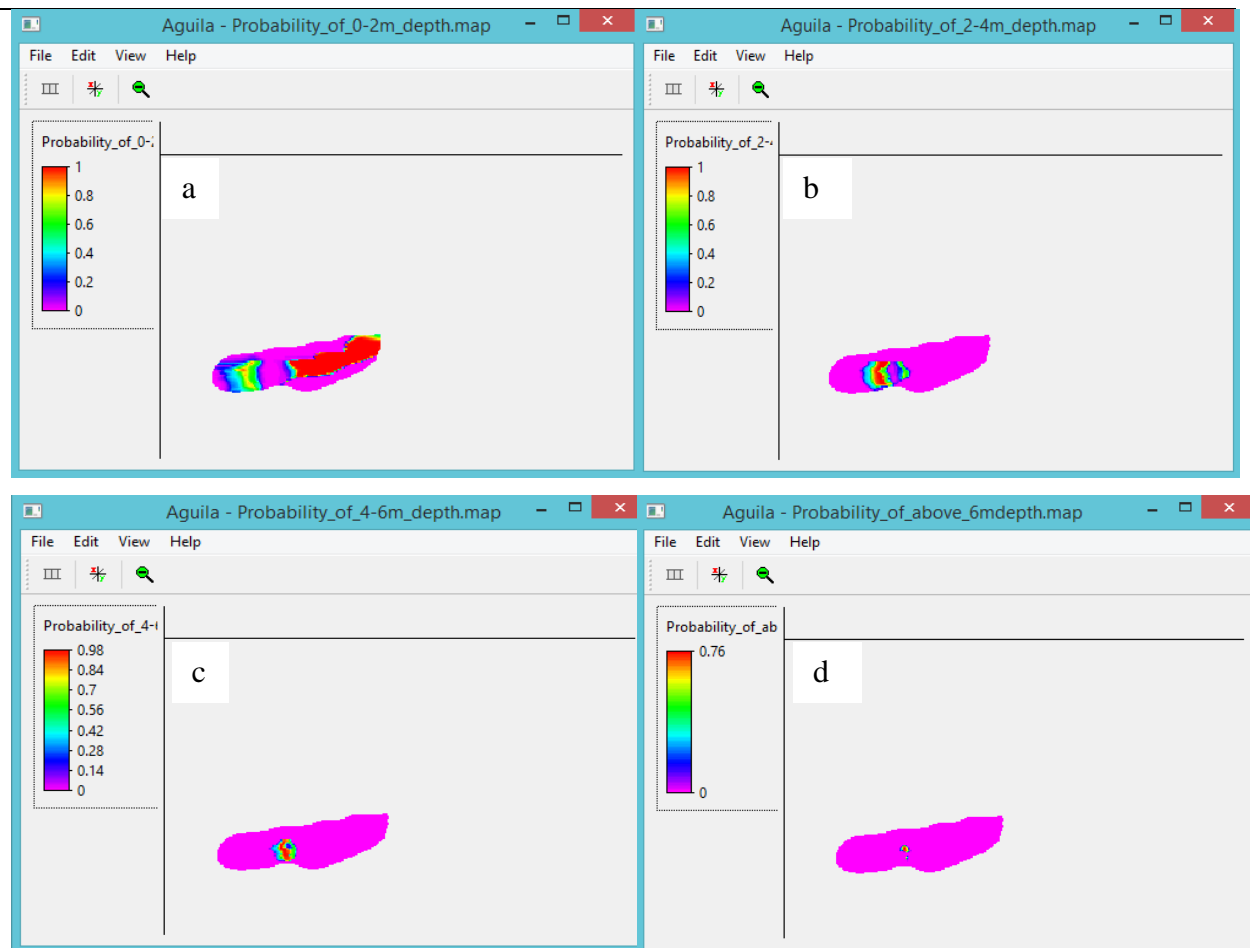 Aguila - Probability_of_0-2m_depth.map
File Edit View Help
Probability_of_0-2
1
0.8
0.6
0.4
0.2
0
a
Aguila - Probability_of_2-4m_depth.map
File Edit View Help
Probability_of_2-4
1
0.8
0.6
0.4
0.2
0
b
Aguila - Probability_of_4-6m_depth.map
File Edit View Help
Probability_of_4-6
0.98
0.84
0.7
0.56
0.42
0.28
0.14
0
c
Aguila - Probability_of_above_6mdepth.map
File Edit View Help
Probability_of_ab
0.76
0
d